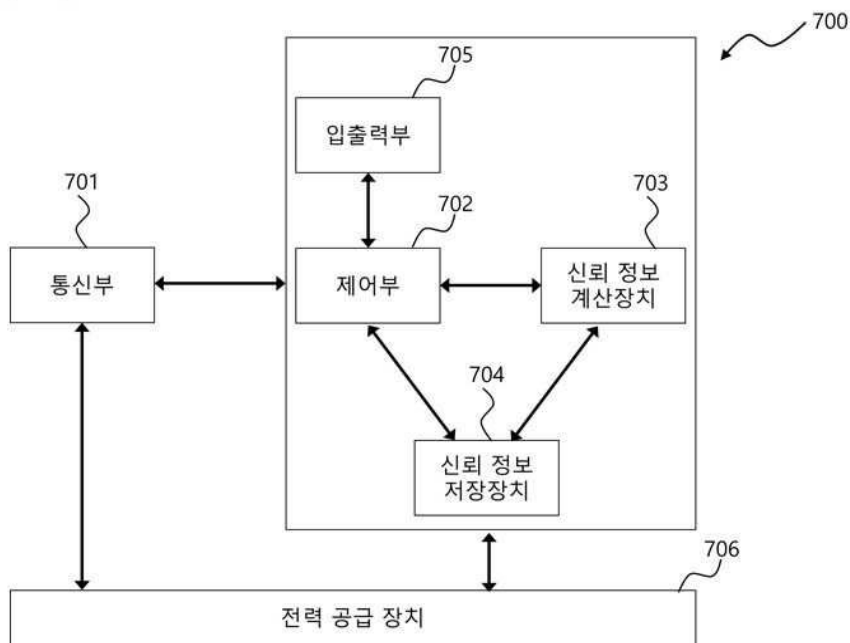 700
705
입출력부
701
702
703
통신부
제어부
신뢰 정보
계산장치
704
신뢰 정보
저장장치
706
전력 공급 장치